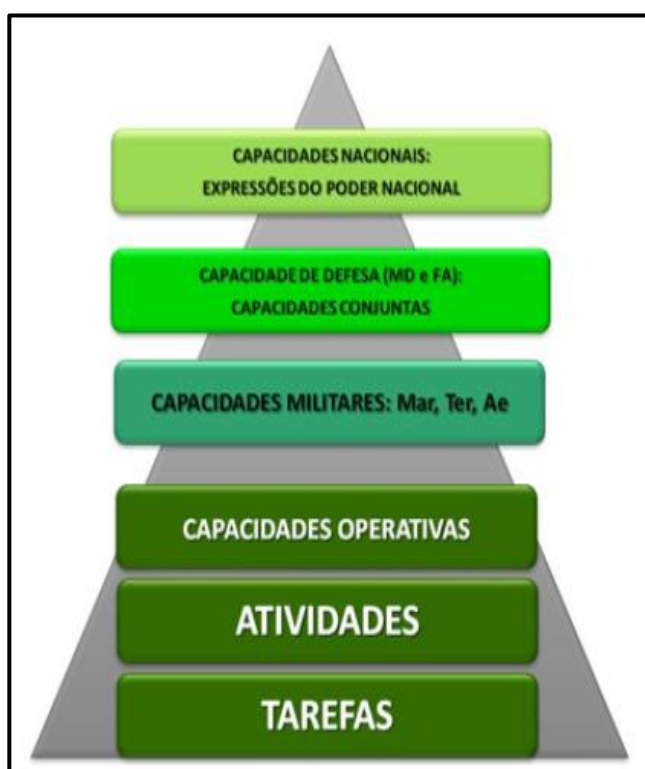 CAPACIDADES NACIONAIS:
EXPRESSÕES DO PODER NACIONAL
CAPACIDADE DE DEFESA (MD e FA):
CAPACIDADES CONJUNTAS
CAPACIDADES MILITARES: Mar, Ter, Ae
CAPACIDADES OPERATIVAS
ATIVIDADES
TAREFAS